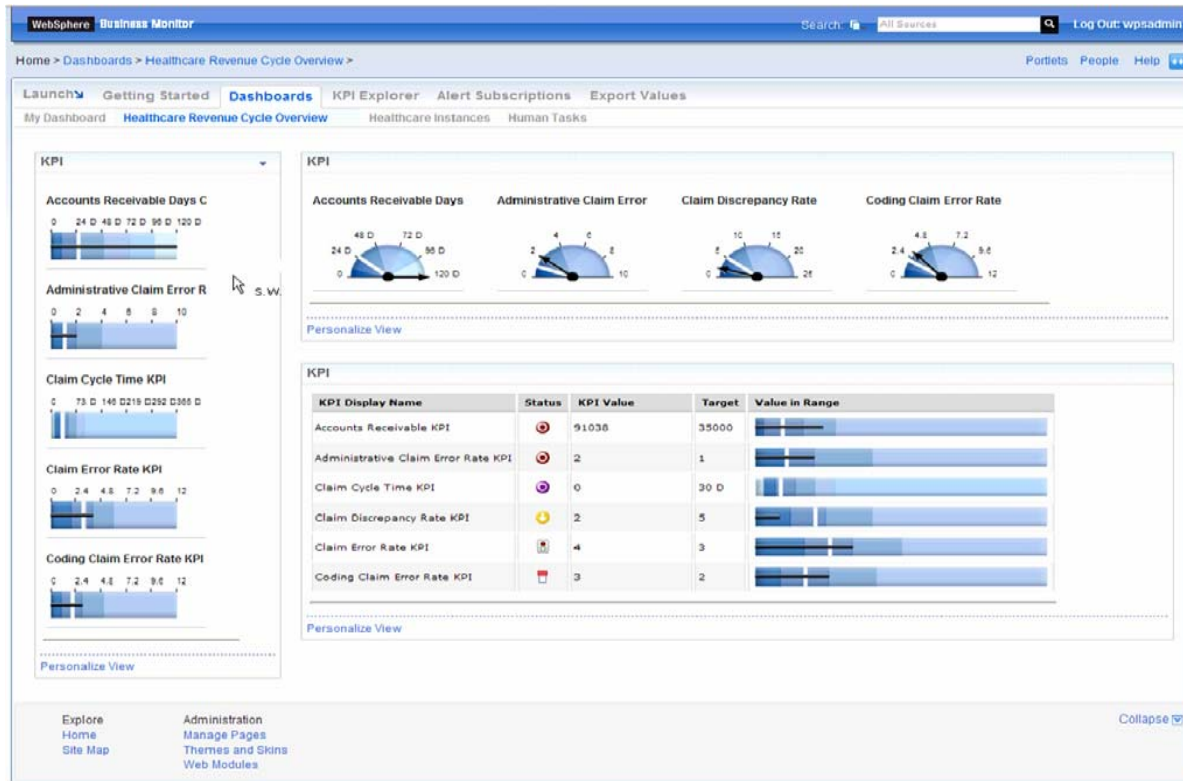 WebSphere Business Monitor
Search: All Sources
Log Out: wpsadmin
Home > Dashboards > Healthcare Revenue Cycle Overview >
Portlets People Help
Launch Getting Started Dashboards KPI Explorer Alert Subscriptions Export Values
My Dashboard Healthcare Revenue Cycle Overview Healthcare Instances Human Tasks
KPI
Accounts Receivable Days C
0 24 D 48 D 72 D 96 D 120 D
Administrative Claim Error R
0 2 4 6 8 10
Claim Cycle Time KPI
0 73 D 146 D 219 D 292 D 365 D
Claim Error Rate KPI
0 2.4 4.8 7.2 9.6 12
Coding Claim Error Rate KPI
0 2.4 4.8 7.2 9.6 12
Personalize View
S.W.
KPI
Accounts Receivable Days
0 24 D 48 D 72 D 96 D 120 D
Administrative Claim Error
0 2 4 6 10
Claim Discrepancy Rate
0 5 10 15 20 25
Coding Claim Error Rate
0 2.4 4.8 7.2 9.6 12
Personalize View
KPI
KPI Display Name Status KPI Value Target Value in Range
Accounts Receivable KPI 91038 35000
Administrative Claim Error Rate KPI 2 1
Claim Cycle Time KPI 0 30 D
Claim Discrepancy Rate KPI 2 5
Claim Error Rate KPI 4 3
Coding Claim Error Rate KPI 3 2
Personalize View
Explore
Home
Site Map
Administration
Manage Pages
Themes and Skins
Web Modules
Collapse